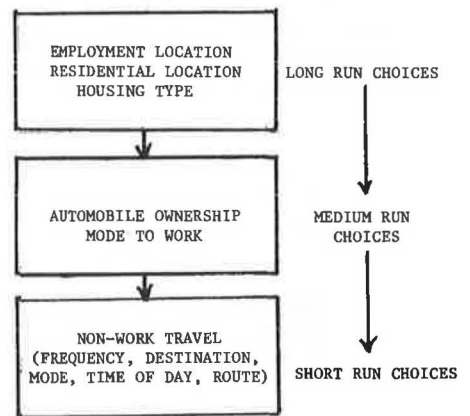 EMPLOYMENT LOCATION
RESIDENTIAL LOCATION
HOUSING TYPE
LONG RUN CHOICES
AUTOMOBILE OWNERSHIP
MODE TO WORK
MEDIUM RUN
CHOICES
NON-WORK TRAVEL
(FREQUENCY, DESTINATION,
MODE, TIME OF DAY, ROUTE)
SHORT RUN CHOICES